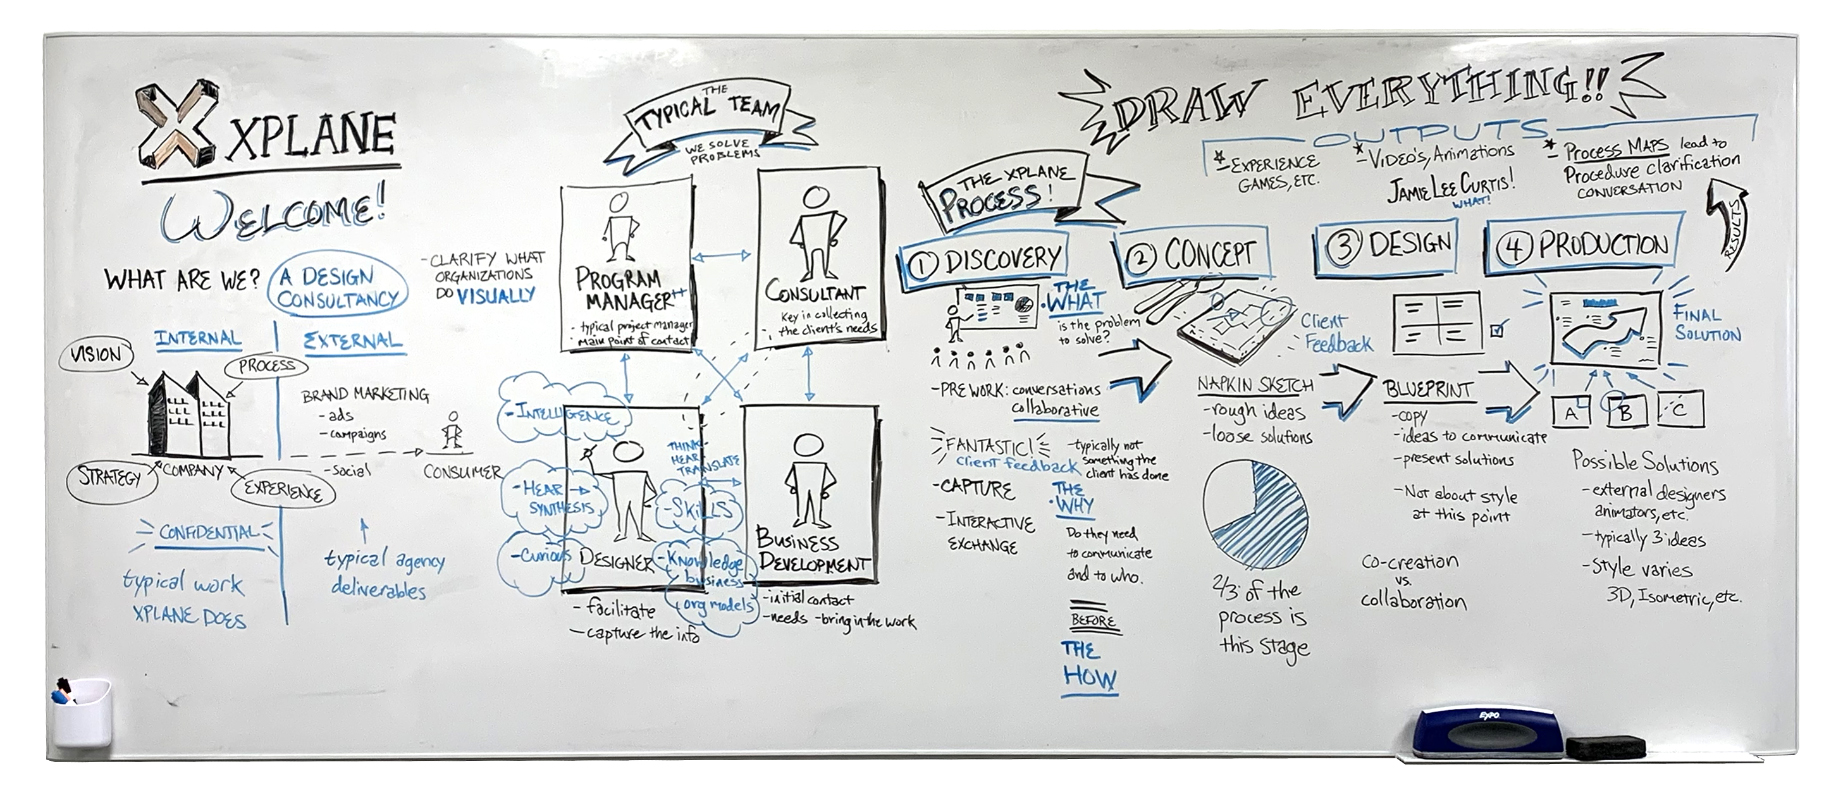 XPLANE
WELCOME!
WHAT ARE WE?
A DESIGN
CONSULTANCY
- CLARIFY WHAT
ORGANIZATIONS
DO VISUALLY
INTERNAL
EXTERNAL
VISION
PROCESS
STRATEGY
COMPANY
EXPERIENCE
BRAND MARKETING
- ads
- campaigns
- social
CONSUMER
CONFIDENTIAL
typical work
XPLANE DOES
typical agency
deliverables
THE
TYPICAL TEAM
WE SOLVE
PROBLEMS
PROGRAM
MANAGER++
- typical project manager
main point of contact
CONSULTANT
Key in collecting
the client's needs
- INTELLIGENCE
- HEAR →
SYNTHESIS
- Curious
THINK
HEAR
TRANSLATE
- SKILLS
- Knowledge
business
org models
DESIGNER
- facilitate
- capture the info
BUSINESS
DEVELOPMENT
- initial contact
- needs - bring in the work
DRAW EVERYTHING!!
OUTPUTS
* - EXPERIENCE
GAMES, ETC.
* - VIDEO'S, Animations
JAMIE LEE CURTIS!
WHAT!
* - PROCESS MAPS lead to
Procedure clarification
CONVERSATION
RESULTS
THE XPLANE
PROCESS!
1 DISCOVERY
THE
• WHAT
is the problem
to solve?
- PRE WORK: conversations
collaborative
FANTASTIC!
client feedback
- typically not
something the
client has done
- CAPTURE
- INTERACTIVE
EXCHANGE
THE
• WHY
Do they need
to communicate
and to who.
BEFORE
THE
HOW
2 CONCEPT
Client
Feedback
NAPKIN SKETCH
- rough ideas
- loose solutions
2/3 of the
process is
this stage
3 DESIGN
BLUEPRINT
- copy
- ideas to communicate
- present solutions
- Not about style
at this point
Co-creation
vs.
collaboration
4 PRODUCTION
FINAL
SOLUTION
A B C
Possible Solutions
- external designers
animators, etc.
- typically 3 ideas
- Style varies
3D, Isometric, etc.
EXPO